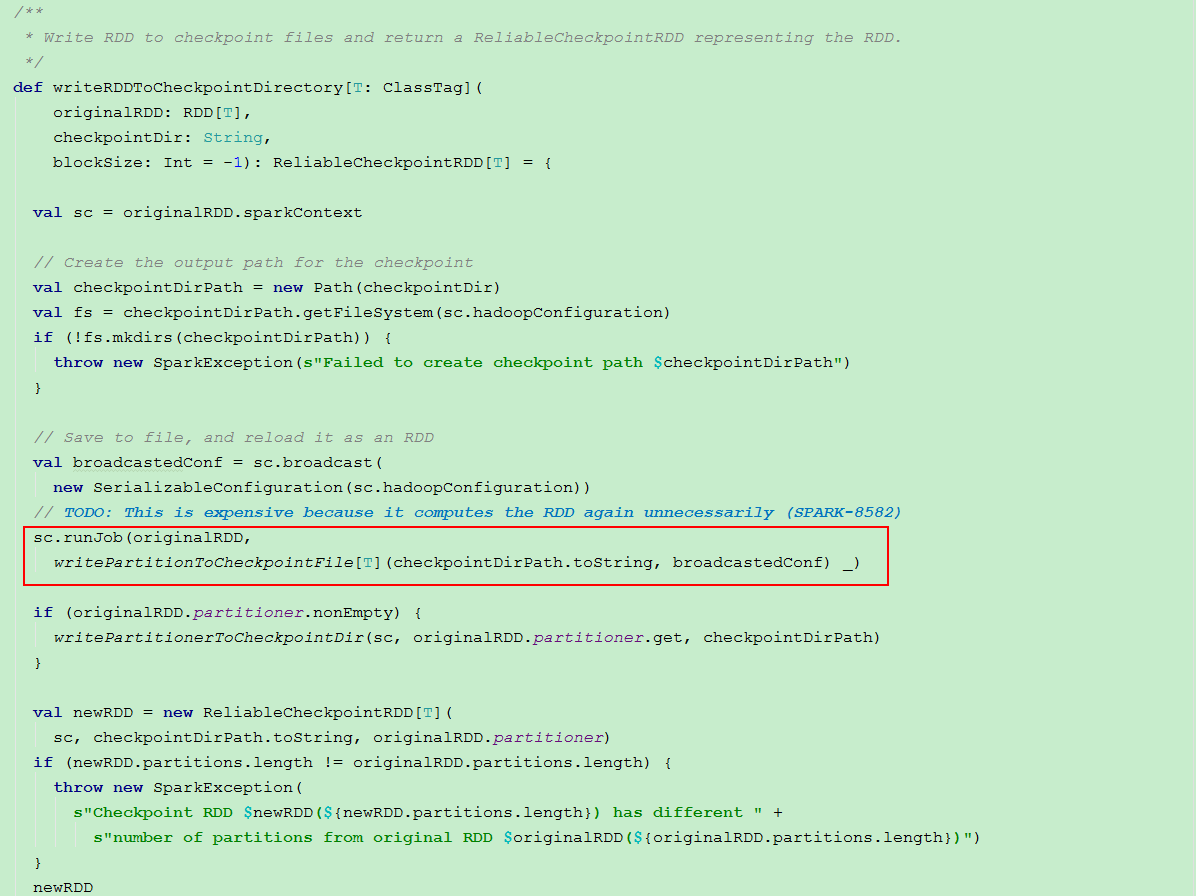 /**
 * Write RDD to checkpoint files and return a ReliableCheckpointRDD representing the RDD.
 */
def writeRDDToCheckpointDirectory[T: ClassTag](
    originalRDD: RDD[T],
    checkpointDir: String,
    blockSize: Int = -1): ReliableCheckpointRDD[T] = {

  val sc = originalRDD.sparkContext

  // Create the output path for the checkpoint
  val checkpointDirPath = new Path(checkpointDir)
  val fs = checkpointDirPath.getFileSystem(sc.hadoopConfiguration)
  if (!fs.mkdirs(checkpointDirPath)) {
    throw new SparkException(s"Failed to create checkpoint path $checkpointDirPath")
  }

  // Save to file, and reload it as an RDD
  val broadcastedConf = sc.broadcast(
    new SerializableConfiguration(sc.hadoopConfiguration))
  // TODO: This is expensive because it computes the RDD again unnecessarily (SPARK-8582)
  sc.runJob(originalRDD,
    writePartitionToCheckpointFile[T](checkpointDirPath.toString, broadcastedConf) _)

  if (originalRDD.partitioner.nonEmpty) {
    writePartitionerToCheckpointDir(sc, originalRDD.partitioner.get, checkpointDirPath)
  }

  val newRDD = new ReliableCheckpointRDD[T](
    sc, checkpointDirPath.toString, originalRDD.partitioner)
  if (newRDD.partitions.length != originalRDD.partitions.length) {
    throw new SparkException(
      s"Checkpoint RDD $newRDD(${newRDD.partitions.length}) has different " +
        s"number of partitions from original RDD $originalRDD(${originalRDD.partitions.length})")
  }
  newRDD